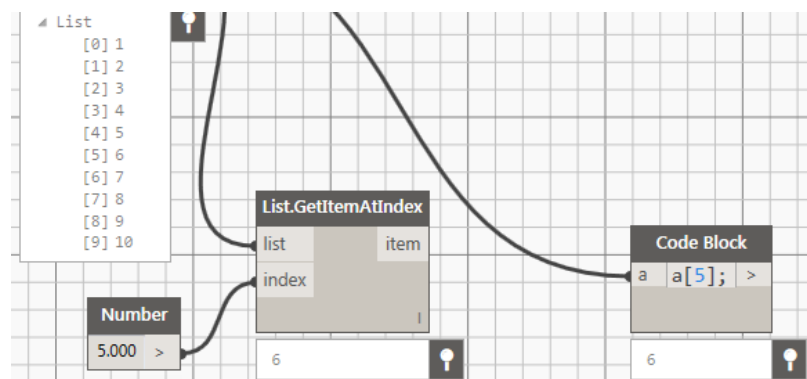 List
[0] 1
[1] 2
[2] 3
[3] 4
[4] 5
[5] 6
[6] 7
[7] 8
[8] 9
[9] 10
List.GetItemAtIndex
list item
index
l
6
Number
5.000 >
Code Block
a a[5]; >
6